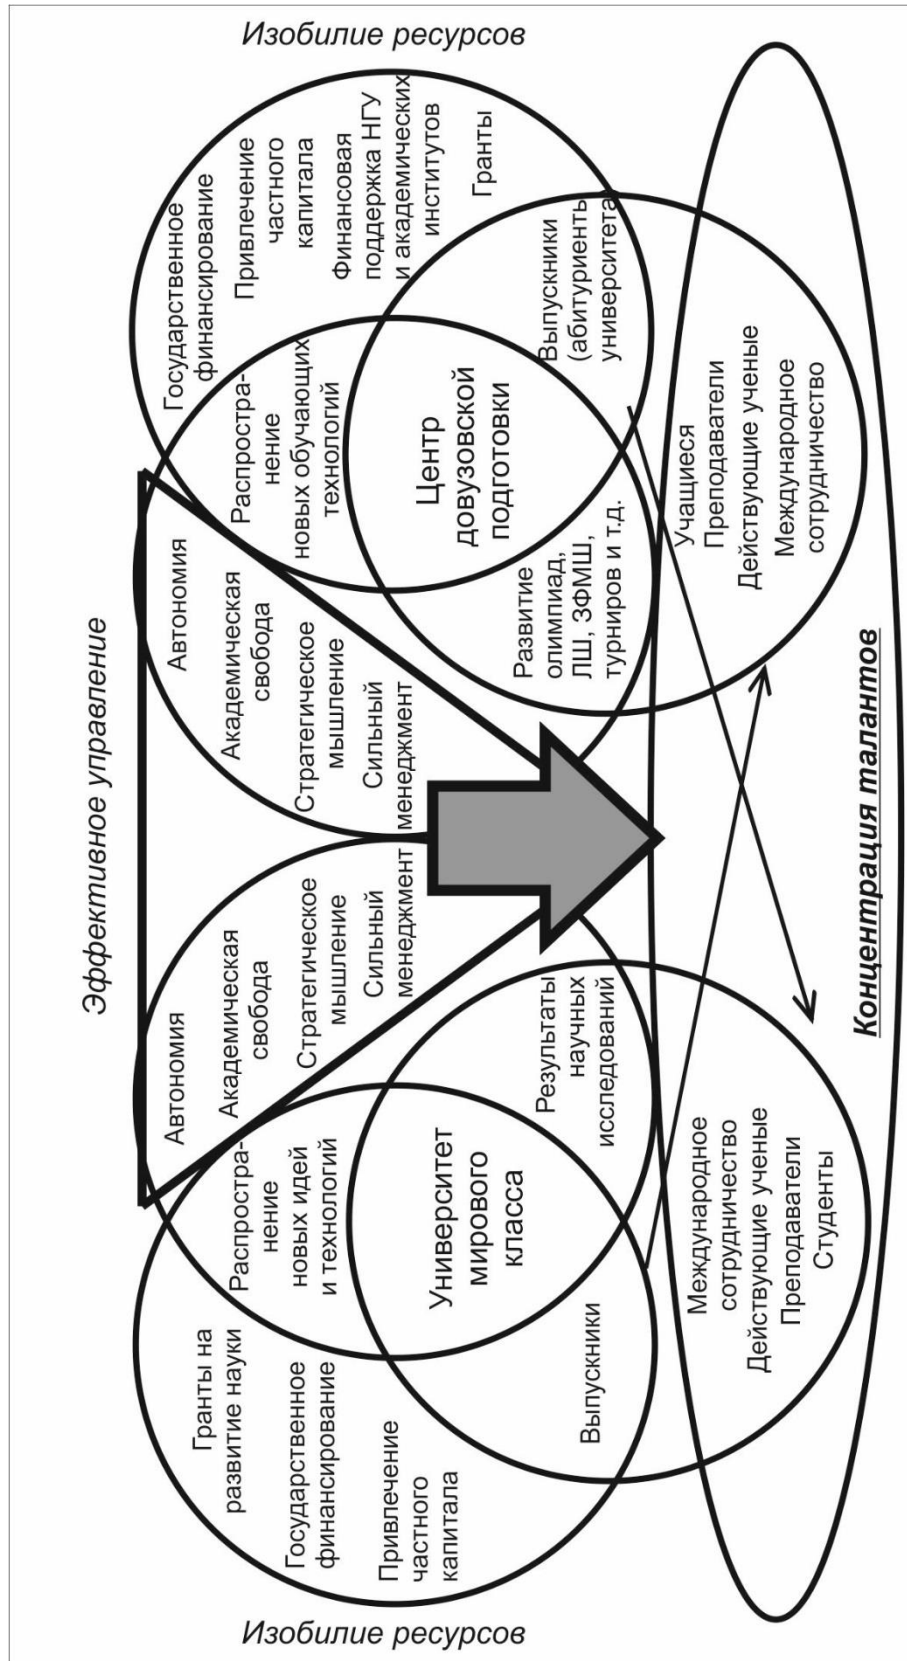 Эффективное управление
Изобилие ресурсов
Гранты на
развитие науки
Государственное
финансирование
Привлечение
частного
капитала
Распростра-
нение
новых идей
и технологий
Автономия
Академическая
свобода
Стратегическое
мышление
Сильный
менеджмент
Университет
мирового
класса
Выпускники
Результаты
научных
исследований
Международное
сотрудничество
Действующие ученые
Преподаватели
Студенты
Автономия
Академическая
свобода
Стратегическое
мышление
Сильный
менеджмент
Распростра-
нение
новых обучающих
технологий
Изобилие ресурсов
Государственное
финансирование
Привлечение
частного
капитала
Финансовая
поддержка НГУ
и академических
институтов
Гранты
Центр
довузовской
подготовки
Развитие
олимпиад,
ЛШ, ЗФМШ,
турниров и т.д.
Выпускники
(абитуриенты
университета)
Учащиеся
Преподаватели
Действующие ученые
Международное
сотрудничество
Концентрация талантов